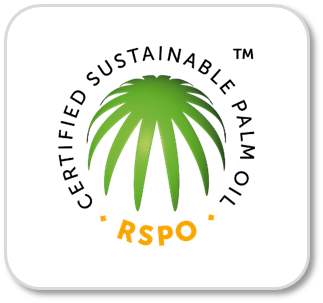 CERTIFIED SUSTAINABLE PALM OIL
TM
· RSPO ·